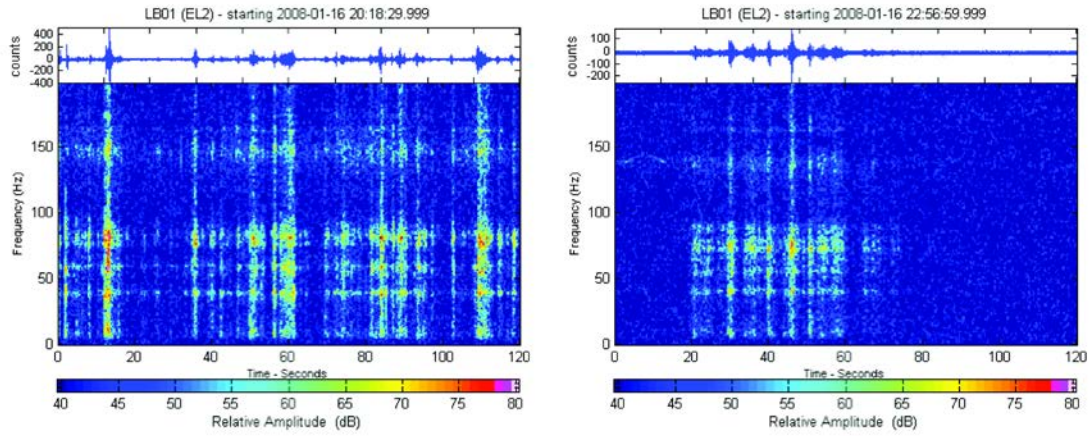 LB01 (EL2) - starting 2008-01-16 20:18:29.999
400
200
0
-200
-400
counts
150
100
50
0
Frequency (Hz)
0 20 40 60 80 100 120
Time - Seconds
40 45 50 55 60 65 70 75 80
Relative Amplitude (dB)
LB01 (EL2) - starting 2008-01-16 22:56:59.999
100
0
-100
-200
counts
150
100
50
0
Frequency (Hz)
0 20 40 60 80 100 120
Time - Seconds
40 45 50 55 60 65 70 75 80
Relative Amplitude (dB)